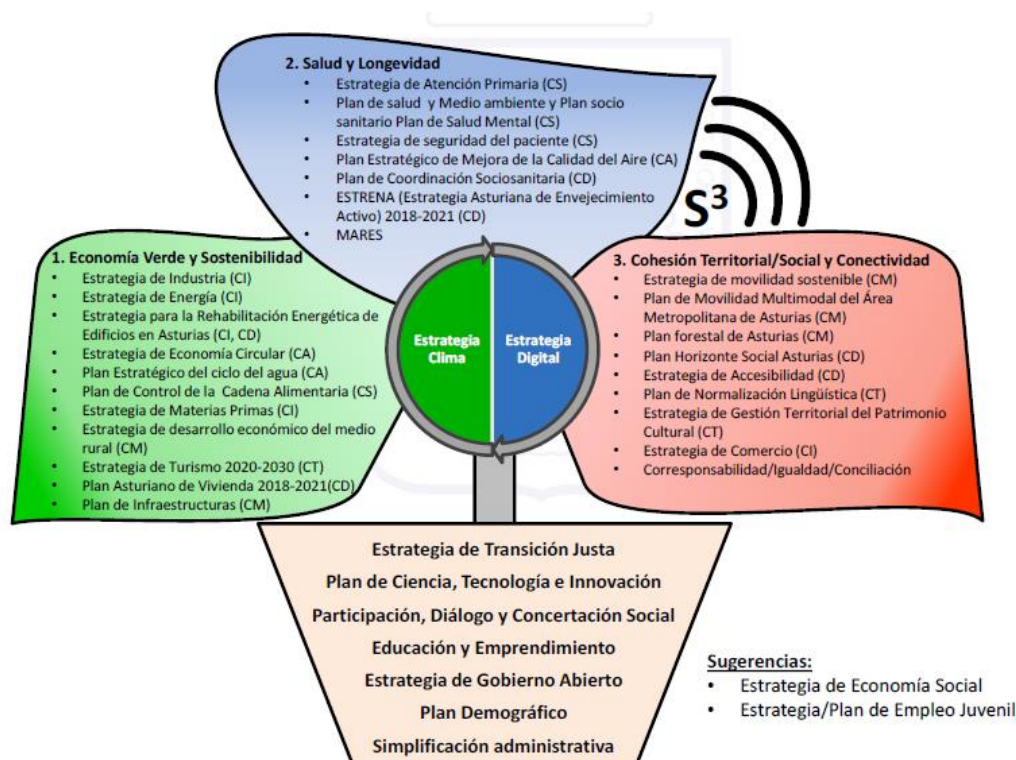 2. Salud y Longevidad
• Estrategia de Atención Primaria (CS)
• Plan de salud y Medio ambiente y Plan socio
sanitario Plan de Salud Mental (CS)
• Estrategia de seguridad del paciente (CS)
• Plan Estratégico de Mejora de la Calidad del Aire (CA)
• Plan de Coordinación Sociosanitaria (CD)
• ESTRENA (Estrategia Asturiana de Envejecimiento
Activo) 2018-2021 (CD)
• MARES
S³
1. Economía Verde y Sostenibilidad
• Estrategia de Industria (CI)
• Estrategia de Energía (CI)
• Estrategia para la Rehabilitación Energética de
Edificios en Asturias (CI, CD)
• Estrategia de Economía Circular (CA)
• Plan Estratégico del ciclo del agua (CA)
• Plan de Control de la Cadena Alimentaria (CS)
• Estrategia de Materias Primas (CI)
• Estrategia de desarrollo económico del medio
rural (CM)
• Estrategia de Turismo 2020-2030 (CT)
• Plan Asturiano de Vivienda 2018-2021(CD)
• Plan de Infraestructuras (CM)
Estrategia
Clima
Estrategia
Digital
3. Cohesión Territorial/Social y Conectividad
• Estrategia de movilidad sostenible (CM)
• Plan de Movilidad Multimodal del Área
Metropolitana de Asturias (CM)
• Plan forestal de Asturias (CM)
• Plan Horizonte Social Asturias (CD)
• Estrategia de Accesibilidad (CD)
• Plan de Normalización Lingüística (CT)
• Estrategia de Gestión Territorial del Patrimonio
Cultural (CT)
• Estrategia de Comercio (CI)
• Corresponsabilidad/Igualdad/Conciliación
Estrategia de Transición Justa
Plan de Ciencia, Tecnología e Innovación
Participación, Diálogo y Concertación Social
Educación y Emprendimiento
Estrategia de Gobierno Abierto
Plan Demográfico
Simplificación administrativa
Sugerencias:
• Estrategia de Economía Social
• Estrategia/Plan de Empleo Juvenil